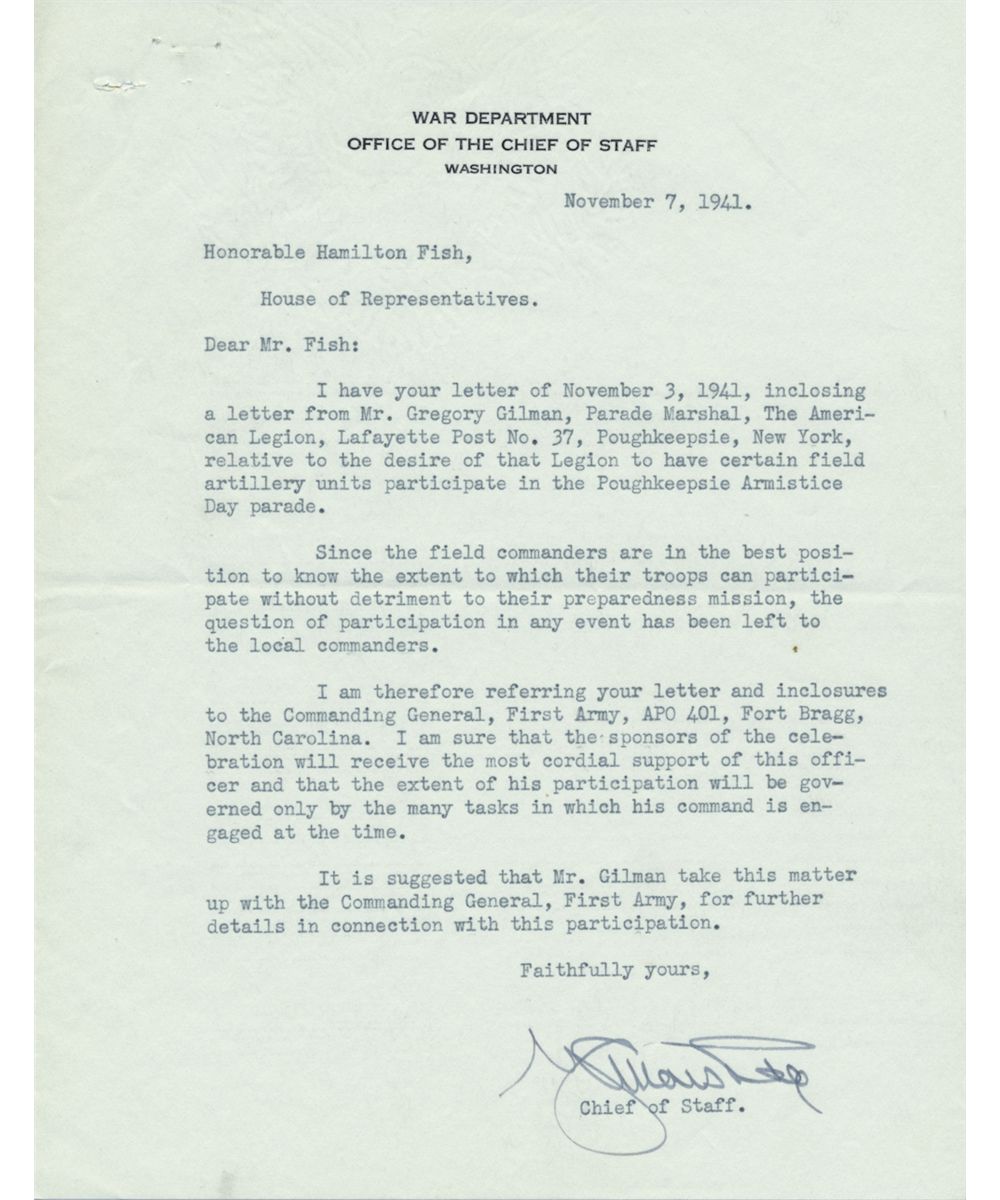 WAR DEPARTMENT
OFFICE OF THE CHIEF OF STAFF
WASHINGTON
November 7, 1941.
Honorable Hamilton Fish,
House of Representatives.
Dear Mr. Fish:
I have your letter of November 3, 1941, inclosing
a letter from Mr. Gregory Gilman, Parade Marshal, The Ameri-
can Legion, Lafayette Post No. 37, Poughkeepsie, New York,
relative to the desire of that Legion to have certain field
artillery units participate in the Poughkeepsie Armistice
Day parade.
Since the field commanders are in the best posi-
tion to know the extent to which their troops can partici-
pate without detriment to their preparedness mission, the
question of participation in any event has been left to
the local commanders.
I am therefore referring your letter and inclosures
to the Commanding General, First Army, APO 401, Fort Bragg,
North Carolina. I am sure that the sponsors of the cele-
bration will receive the most cordial support of this offi-
cer and that the extent of his participation will be gov-
erned only by the many tasks in which his command is en-
gaged at the time.
It is suggested that Mr. Gilman take this matter
up with the Commanding General, First Army, for further
details in connection with this participation.
Faithfully yours,
Chief of Staff.